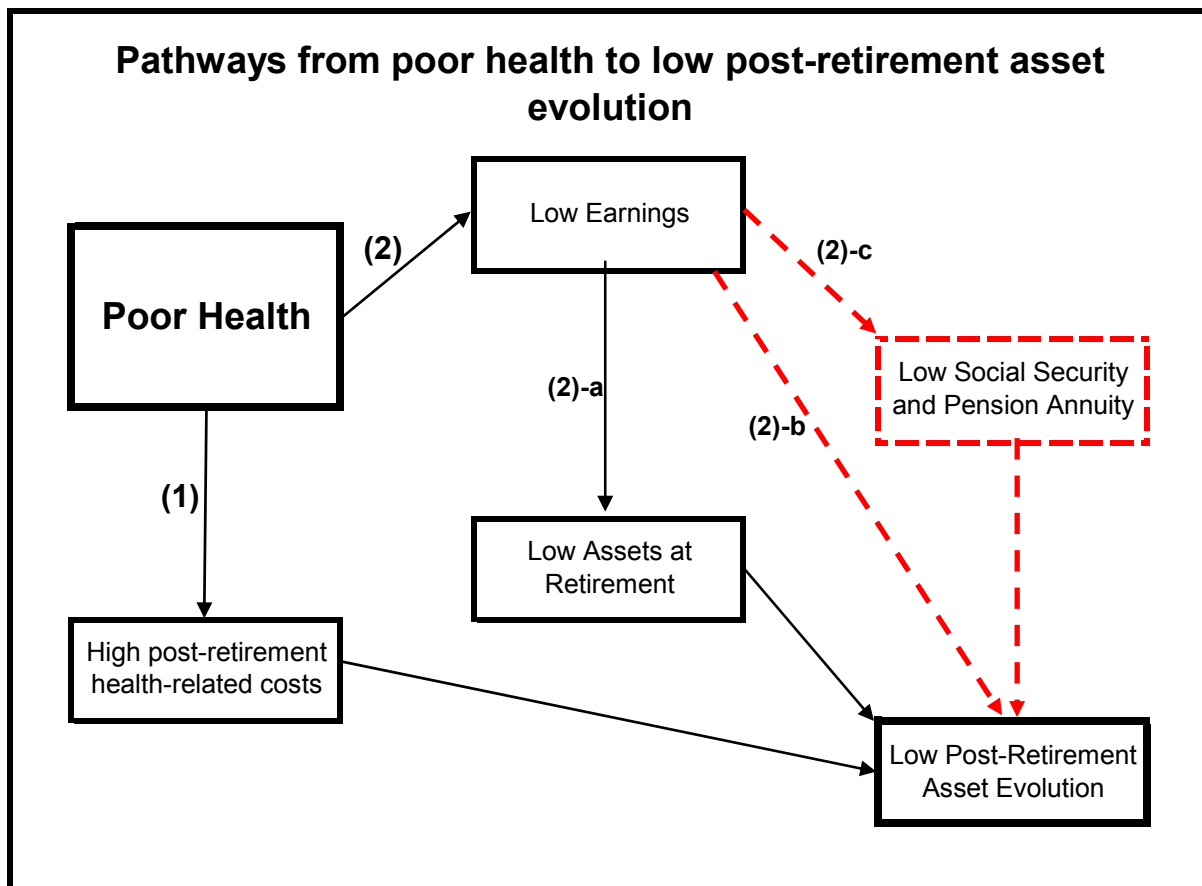 Pathways from poor health to low post-retirement asset
evolution
Low Earnings
(2)
(2)-c
Poor Health
Low Social Security
and Pension Annuity
(2)-a
(2)-b
(1)
Low Assets at
Retirement
High post-retirement
health-related costs
Low Post-Retirement
Asset Evolution